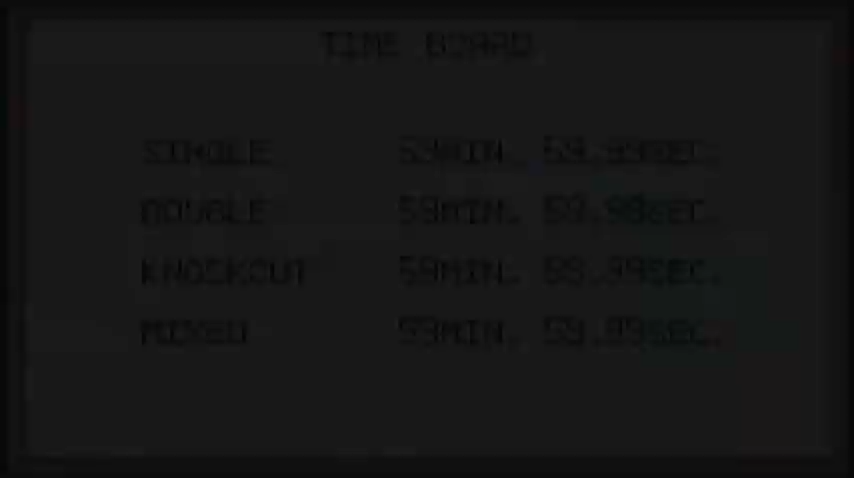 TIME BOARD
SINGLE 59MIN. 59.99SEC.
DOUBLE 59MIN. 59.99SEC.
KNOCKOUT 59MIN. 59.99SEC.
MIXED 59MIN. 59.99SEC.